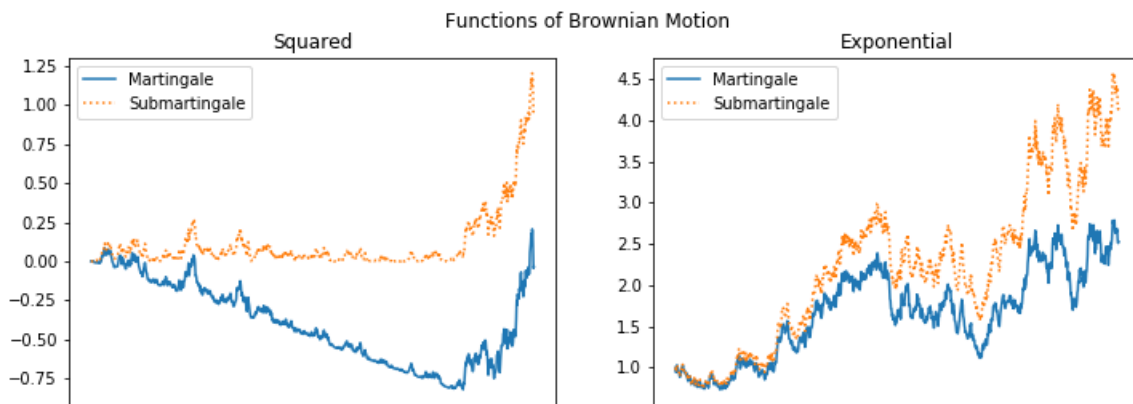 Functions of Brownian Motion
Squared
Martingale
Submartingale
1.25
1.00
0.75
0.50
0.25
0.00
−0.25
−0.50
−0.75
Exponential
Martingale
Submartingale
4.5
4.0
3.5
3.0
2.5
2.0
1.5
1.0